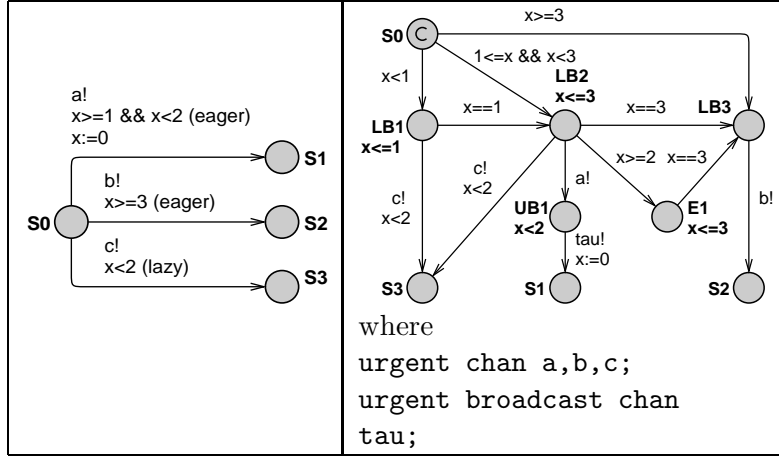 a!
x>=1 && x<2 (eager)
x:=0
S1
b!
x>=3 (eager)
S0
S2
c!
x<2 (lazy)
S3
x>=3
S0
C
1<=x && x<3
x<1
LB2
x<=3
x==1
x==3
LB3
LB1
x<=1
x>=2
x==3
c!
x<2
c!
x<2
a!
UB1
x<2
E1
x<=3
b!
tau!
x:=0
S3
S1
S2
where
urgent chan a,b,c;
urgent broadcast chan
tau;